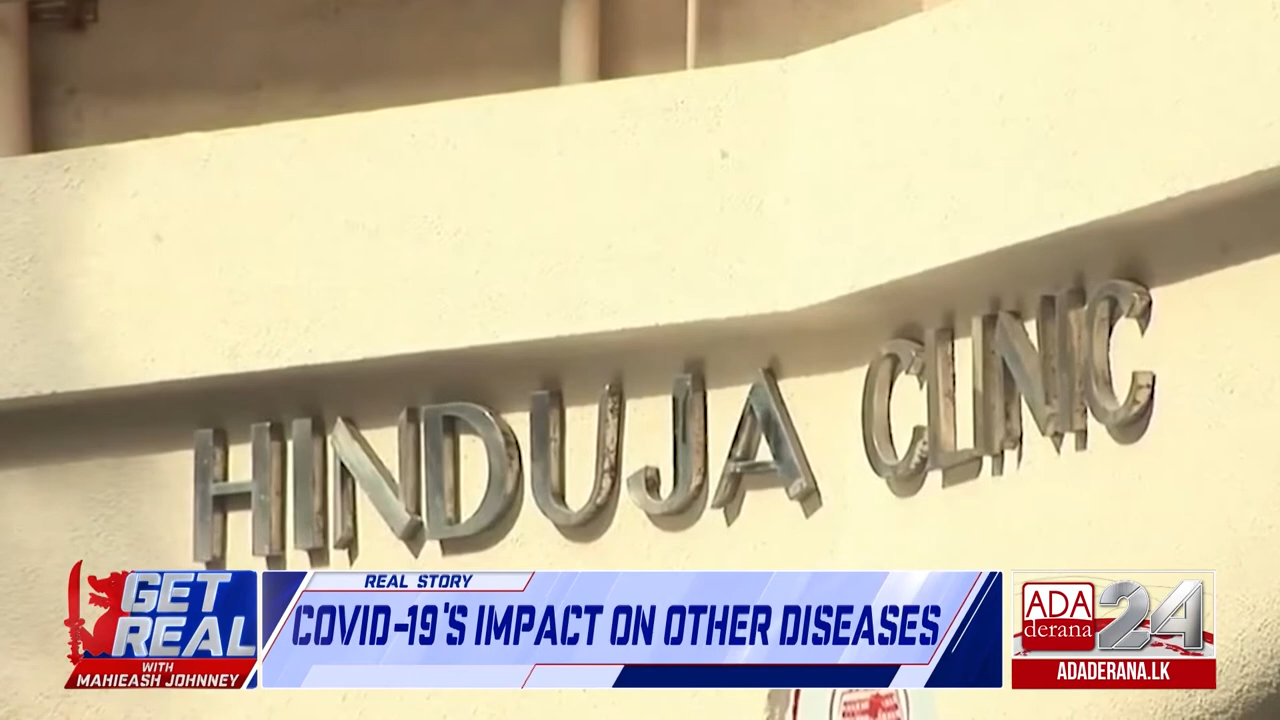 HINDUJA CLINIC
GET
REAL
WITH
MAHIEASH JOHNNEY
REAL STORY
COVID-19'S IMPACT ON OTHER DISEASES
ADA
derana
24
ADADERANA.LK